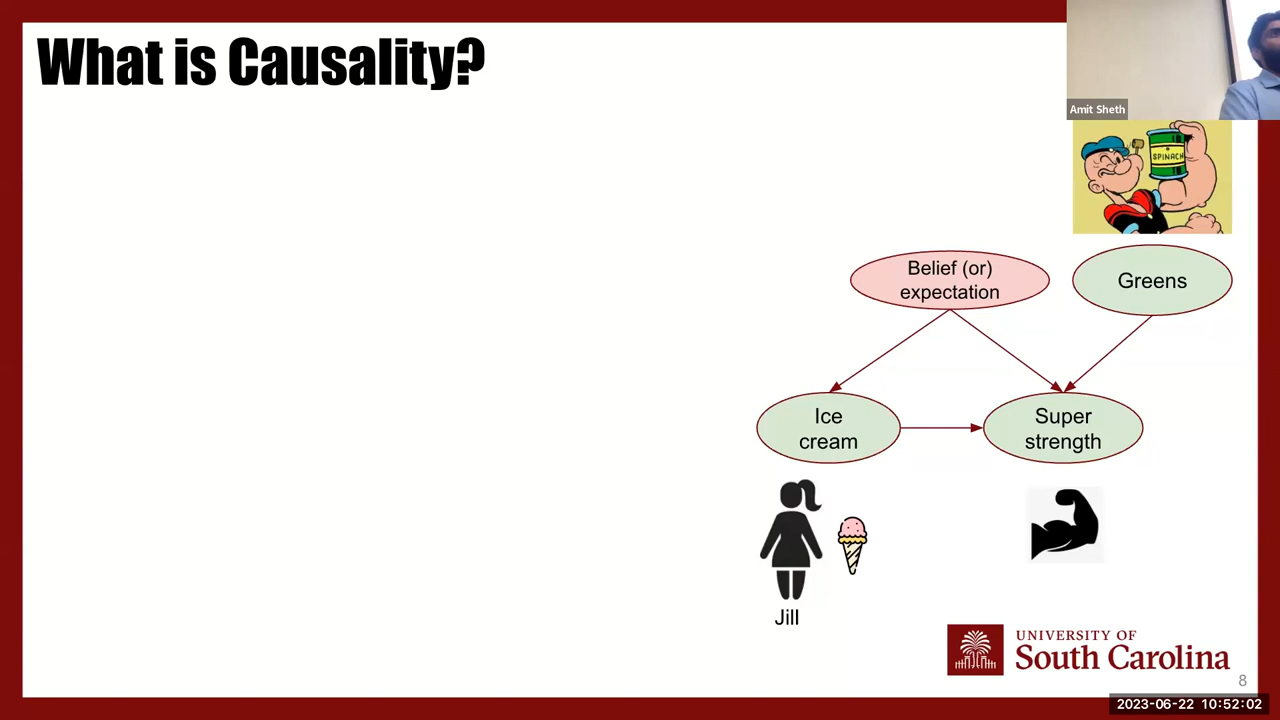 What is Causality?
Amit Sheth
SPINACH
Belief (or)
expectation
Greens
Ice
cream
Super
strength
Jill
UNIVERSITY OF
South Carolina
8
2023-06-22 10:52:02